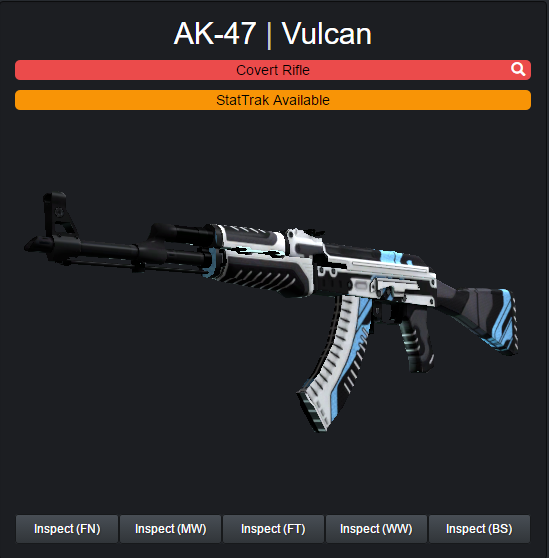 AK-47 | Vulcan
Covert Rifle
StatTrak Available
Inspect (FN) Inspect (MW) Inspect (FT) Inspect (WW) Inspect (BS)